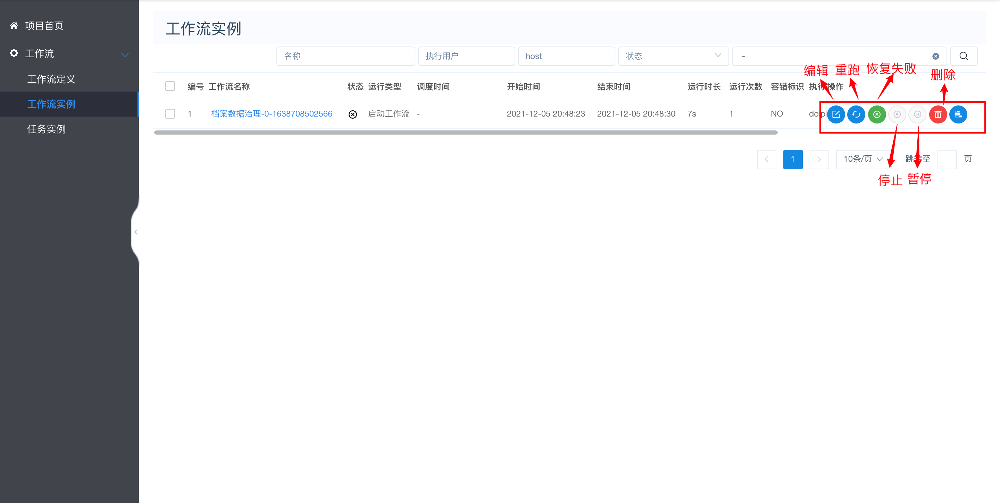 项目首页
工作流
工作流定义
工作流实例
任务实例
工作流实例
名称 执行用户 host 状态 -
编辑 重跑 恢复失败 删除
编号 工作流名称 状态 运行类型 调度时间 开始时间 结束时间 运行时长 运行次数 容错标识 执行 操作
1 档案数据治理-0-1638708502566 启动工作流 - 2021-12-05 20:48:23 2021-12-05 20:48:30 7s 1 NO dolph
1 10条/页 跳转至 页
停止 暂停